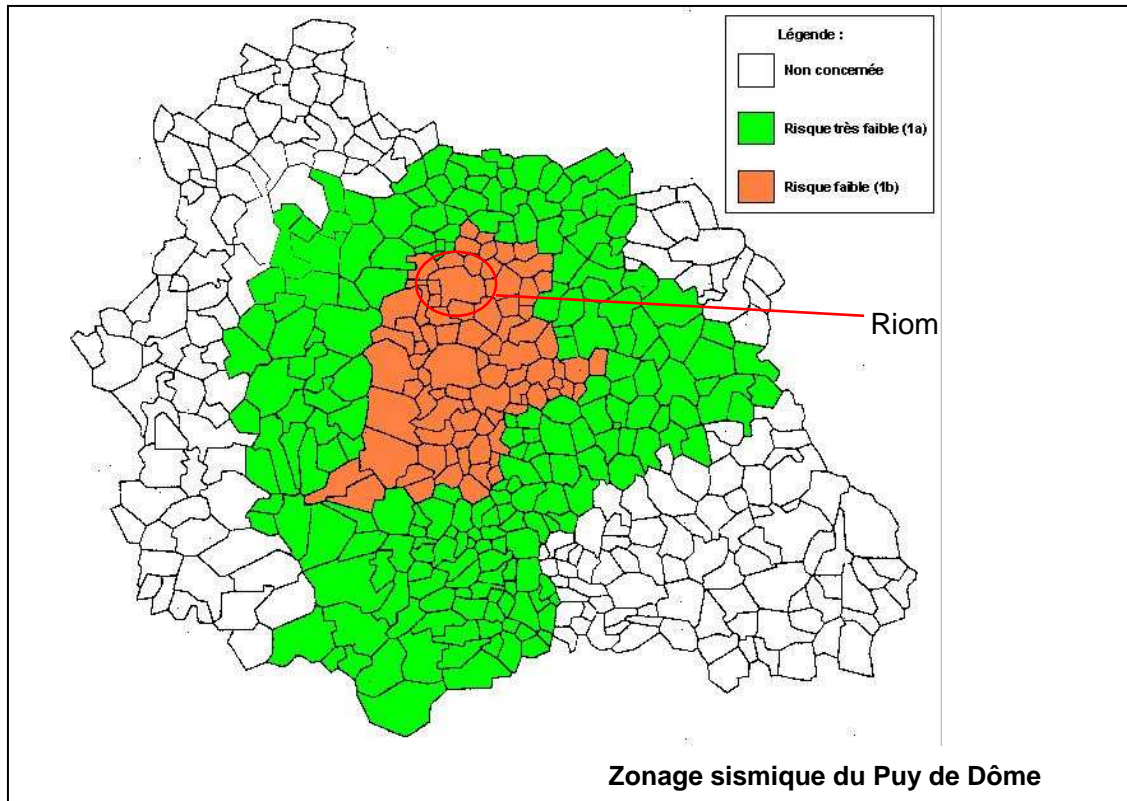 Légende :
Non concernée
Risque très faible (1a)
Risque faible (1b)
Riom
Zonage sismique du Puy de Dôme